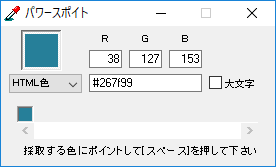 パワースポイト
R G B
38 127 153
HTML色 #267f99 大文字
採取する色にポイントして[スペース]を押して下さい